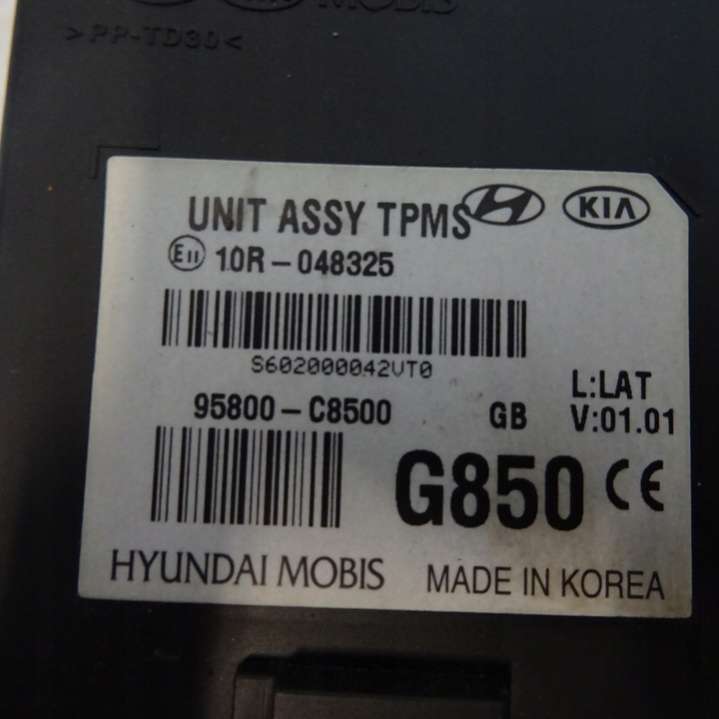 MOBIS
>PP-TD30<
UNIT ASSY TPMS
KIA
E11 10R-048325
S602000042VT0
L:LAT
95800-C8500 GB V:01.01
G850 CE
HYUNDAI MOBIS MADE IN KOREA